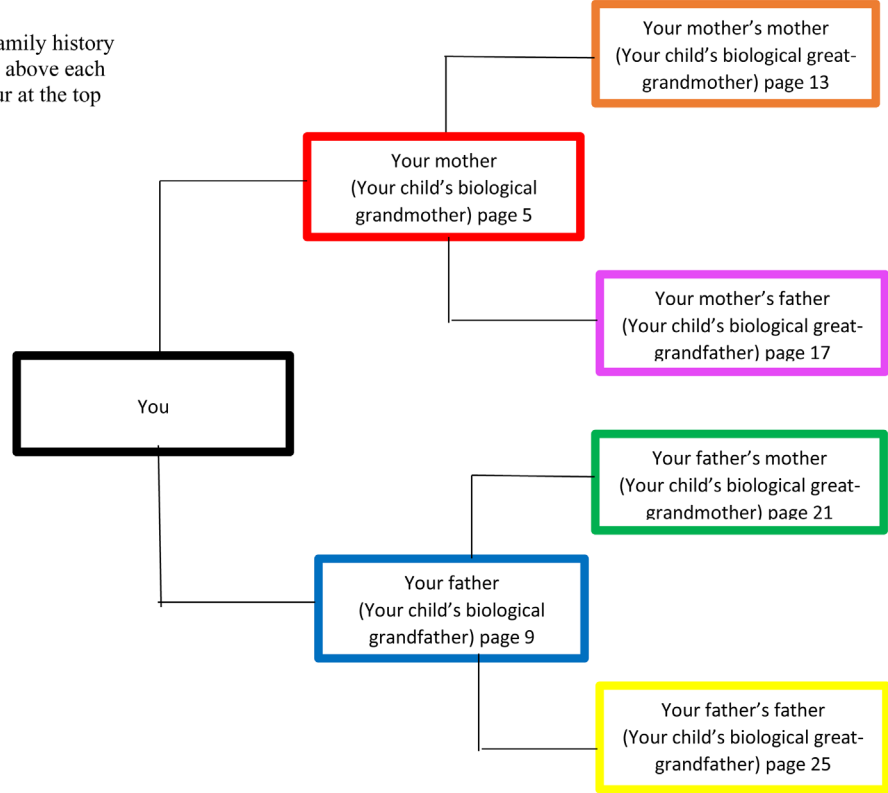 amily history
above each
ur at the top
Your mother's mother
(Your child's biological great-
grandmother) page 13
Your mother
(Your child's biological
grandmother) page 5
Your mother's father
(Your child's biological great-
grandfather) page 17
You
Your father's mother
(Your child's biological great-
grandmother) page 21
Your father
(Your child's biological
grandfather) page 9
Your father's father
(Your child's biological great-
grandfather) page 25